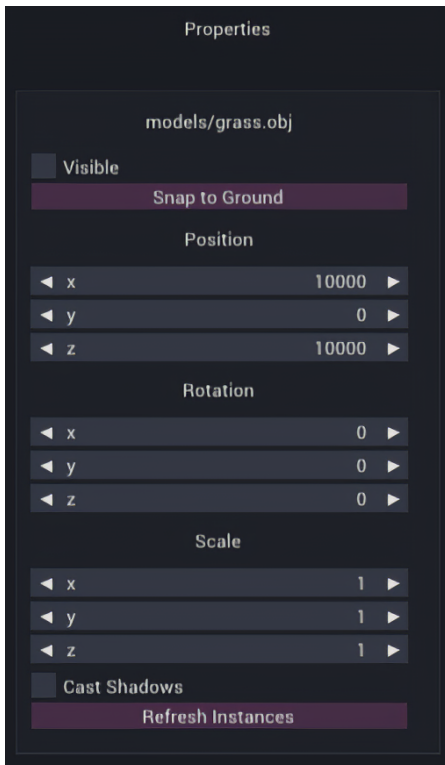 Properties
models/grass.obj
Visible
Snap to Ground
Position
x 10000
y 0
z 10000
Rotation
x 0
y 0
z 0
Scale
x 1
y 1
z 1
Cast Shadows
Refresh Instances